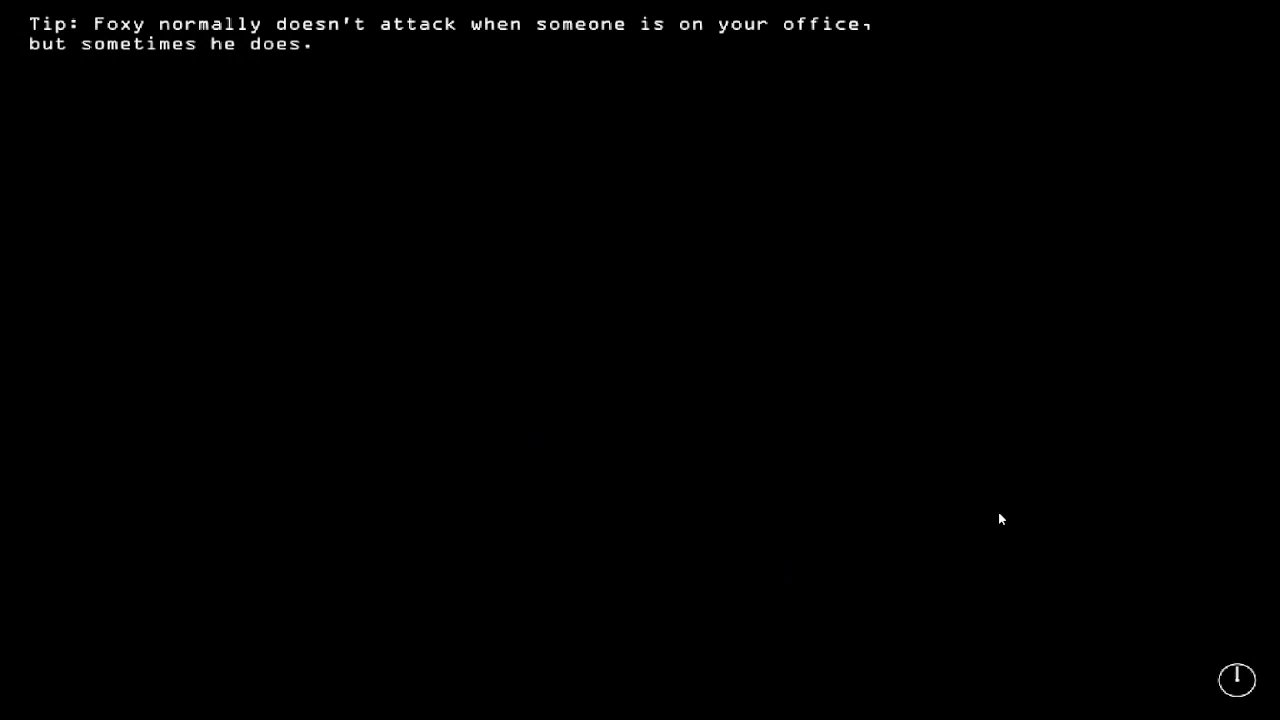 Tip: Foxy normally doesn't attack when someone is on your office,
but sometimes he does.